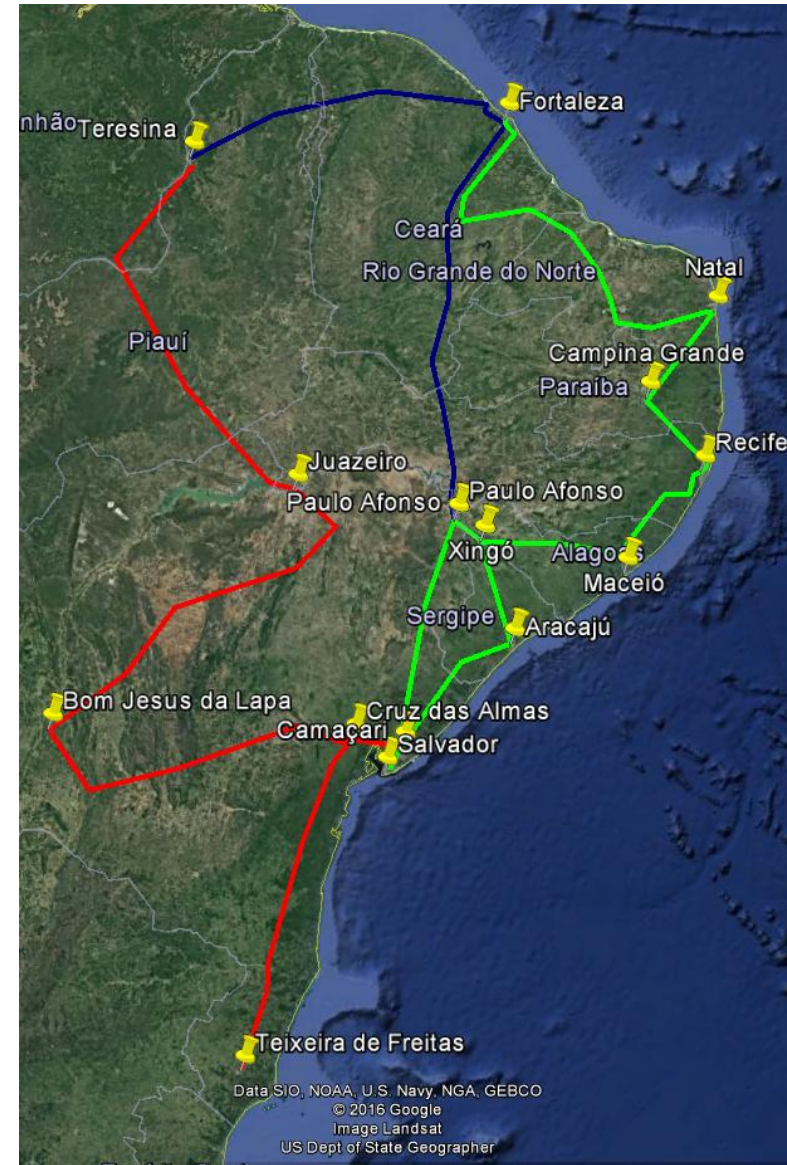 Fortaleza
nhão
Teresina
Ceará
Natal
Rio Grande do Norte
Piauí
Campina Grande
Paraíba
Recife
Juazeiro
Paulo Afonso
Paulo Afonso
Xingó
Alagoas
Maceió
Sergipe
Aracajú
Bom Jesus da Lapa
Cruz das Almas
Camaçari
Salvador
Teixeira de Freitas
Data SIO, NOAA, U.S. Navy, NGA, GEBCO
© 2016 Google
Image Landsat
US Dept of State Geographer